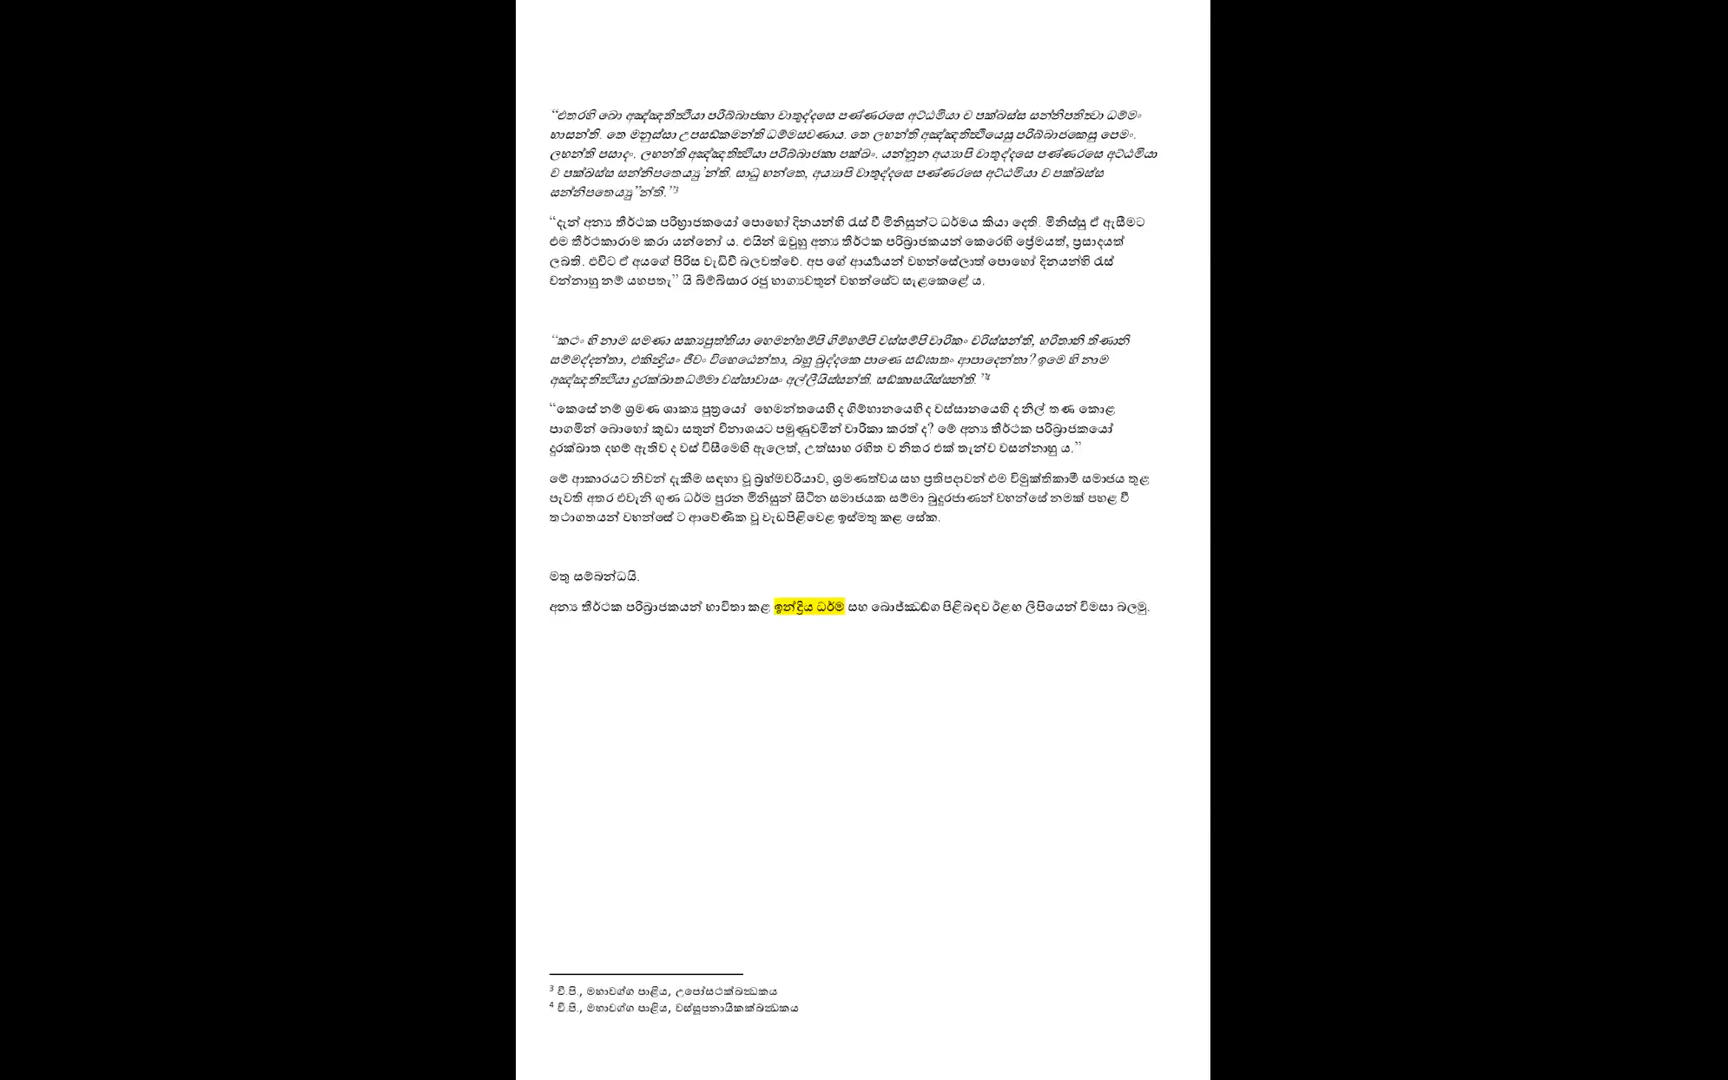 “එතරහි ඛො අඤ්ඤතිත්‍ථියා පරිබ්බාජකා චාතුද්දසෙ පණ්ණරසෙ අට්ඨමියා ච පක්ඛස්ස සන්නිපතිත්‍වා ධම්මං
භාසන්ති. තෙ මනුස්සා උපසඞ්කමන්ති ධම්මසවණාය. තෙ ලභන්ති අඤ්ඤතිත්‍ථියෙසු පරිබ්බාජකෙසු පෙමං.
ලභන්ති පසාදං. ලභන්ති අඤ්ඤතිත්‍ථියා පරිබ්බාජකා පක්ඛං. යන්නූන අය්‍යාපි චාතුද්දසෙ පණ්ණරසෙ අට්ඨමියා
ච පක්ඛස්ස සන්නිපතෙය්‍යු’න්ති. සාධු භන්තෙ, අය්‍යාපි චාතුද්දසෙ පණ්ණරසෙ අට්ඨමියා ච පක්ඛස්ස
සන්නිපතෙය්‍යු”න්ති.”3
“දැන් අන්‍ය තීර්ථක පරිභ්‍රාජකයෝ පොහෝ දිනයන්හි රැස් වී මිනිසුන්ට ධර්මය කියා දෙති. මිනිස්සු ඒ ඇසීමට
එම තීර්ථකාරාම කරා යන්නෝ ය. එයින් ඔවුහු අන්‍ය තීර්ථක පරිබ්‍රාජකයන් කෙරෙහි ප්‍රේමයත්, ප්‍රසාදයත්
ලබති. එවිට ඒ අයගේ පිරිස වැඩිවී බලවත්වේ. අප ගේ ආර්‍ය්‍යයන් වහන්සේලාත් පොහෝ දිනයන්හි රැස්
වන්නාහු නම් යහපතැ” යි බිම්බිසාර රජු භාග්‍යවතුන් වහන්සේට සැළකෙළේ ය.
“කථං හි නාම සමණා සක්‍යපුත්තියා හෙමන්තම්පි ගිම්හම්පි වස්සම්පි චාරිකං චරිස්සන්ති, හරිතානි තිණානි
සම්මද්දන්තා, එකින්‍ද්‍රියං ජීවං විහෙඨෙන්තා, බහූ ඛුද්දකෙ පාණෙ සඞ්ඝාතං ආපාදෙන්තා? ඉමෙ හි නාම
අඤ්ඤතිත්‍ථියා දුරක්ඛාතධම්මා වස්සාවාසං අල්ලීයිස්සන්ති. සඞ්කාසයිස්සන්ති.”4
“කෙසේ නම් ශ්‍රමණ ශාක්‍ය පුත්‍රයෝ හෙමන්තයෙහි ද ගිම්හානයෙහි ද වස්සානයෙහි ද නිල් තණ කොළ
පාගමින් බොහෝ කුඩා සතුන් විනාශයට පමුණුවමින් චාරිකා කරත් ද? මේ අන්‍ය තීර්ථක පරිබ්‍රාජකයෝ
දුරක්ඛාත දහම් ඇතිව ද වස් විසීමෙහි ඇලෙත්, උත්සාහ රහිත ව නිතර එක් තැන්ව වසන්නාහු ය.”
මේ ආකාරයට නිවන් දැකීම සඳහා වූ බ්‍රහ්මචරියාව, ශ්‍රමණත්වය සහ ප්‍රතිපදාවන් එම විමුක්තිකාමී සමාජය තුළ
පැවති අතර එවැනි ගුණ ධර්ම පුරන මිනිසුන් සිටින සමාජයක සම්මා බුදුරජාණන් වහන්සේ නමක් පහළ වී
තථාගතයන් වහන්සේ ට ආවේණික වූ වැඩපිළිවෙළ ඉස්මතු කළ සේක.
මතු සම්බන්ධයි.
අන්‍ය තීර්ථක පරිබ්‍රාජකයන් භාවිතා කළ ඉන්ද්‍රිය ධර්ම සහ බොජ්ඣඞ්ග පිළිබඳව ඊළඟ ලිපියෙන් විමසා බලමු.
3 වි.පි., මහාවග්ග පාළිය, උපෝසථක්ඛන්‍ධකය
4 වි.පි., මහාවග්ග පාළිය, වස්සූපනායිකක්ඛන්‍ධකය